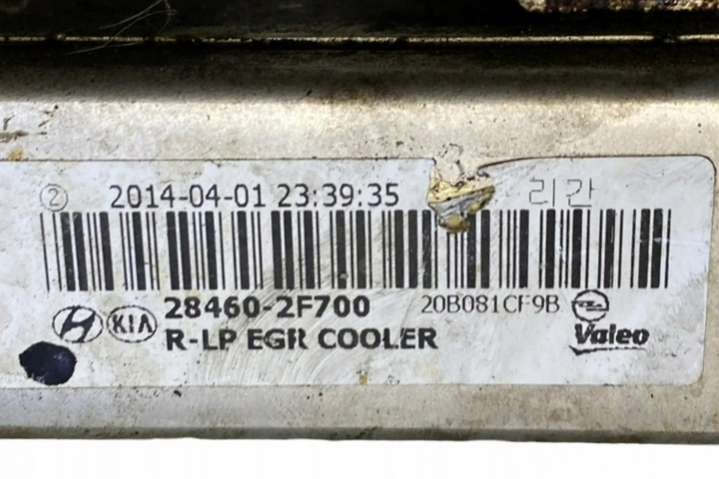 ② 2014-04-01 23:39:35 리간
28460-2F700 20B081CF9B
KIA R-LP EGR COOLER Valeo